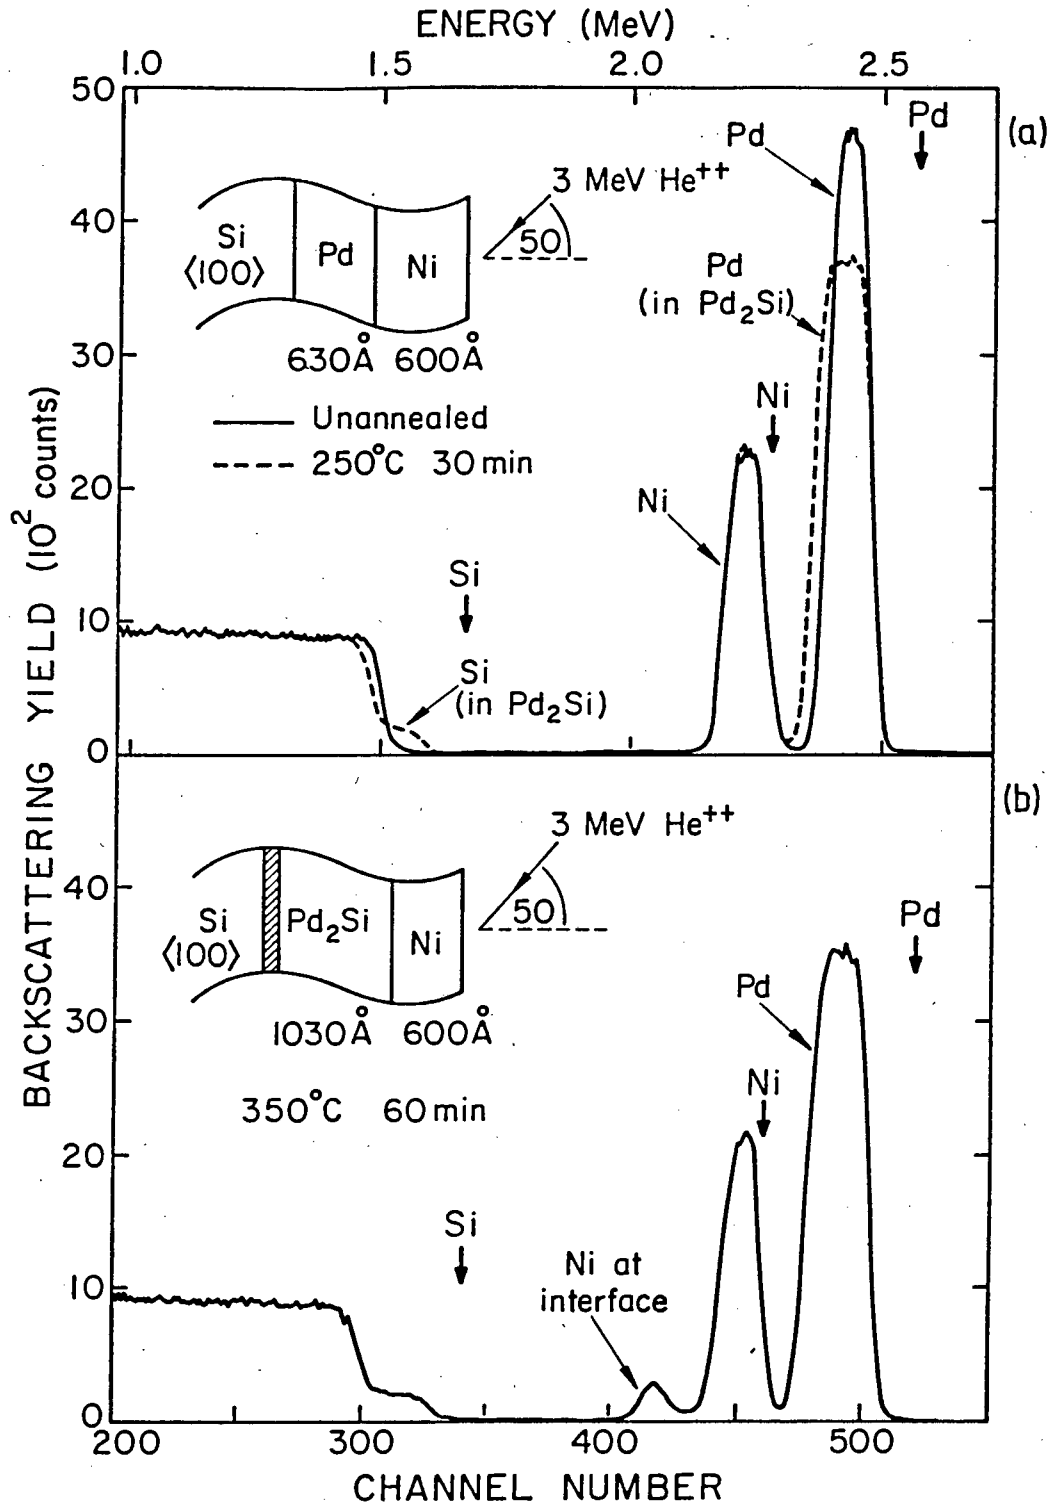 ENERGY (MeV)
1.0 1.5 2.0 2.5
50
40
30
20
10
0
(a)
Pd
Pd
3 MeV He++
50
Si
⟨100⟩
Pd
Ni
630Å 600Å
Pd
(in Pd2Si)
Unannealed
250°C 30 min
Ni
Ni
Si
Si
(in Pd2Si)
BACKSCATTERING YIELD (10² counts)
(b)
3 MeV He++
50
Si
⟨100⟩
Pd2Si
Ni
1030Å 600Å
350°C 60 min
Pd
Pd
Ni
Si
Ni at
interface
40
30
20
10
0
200 300 400 500
CHANNEL NUMBER